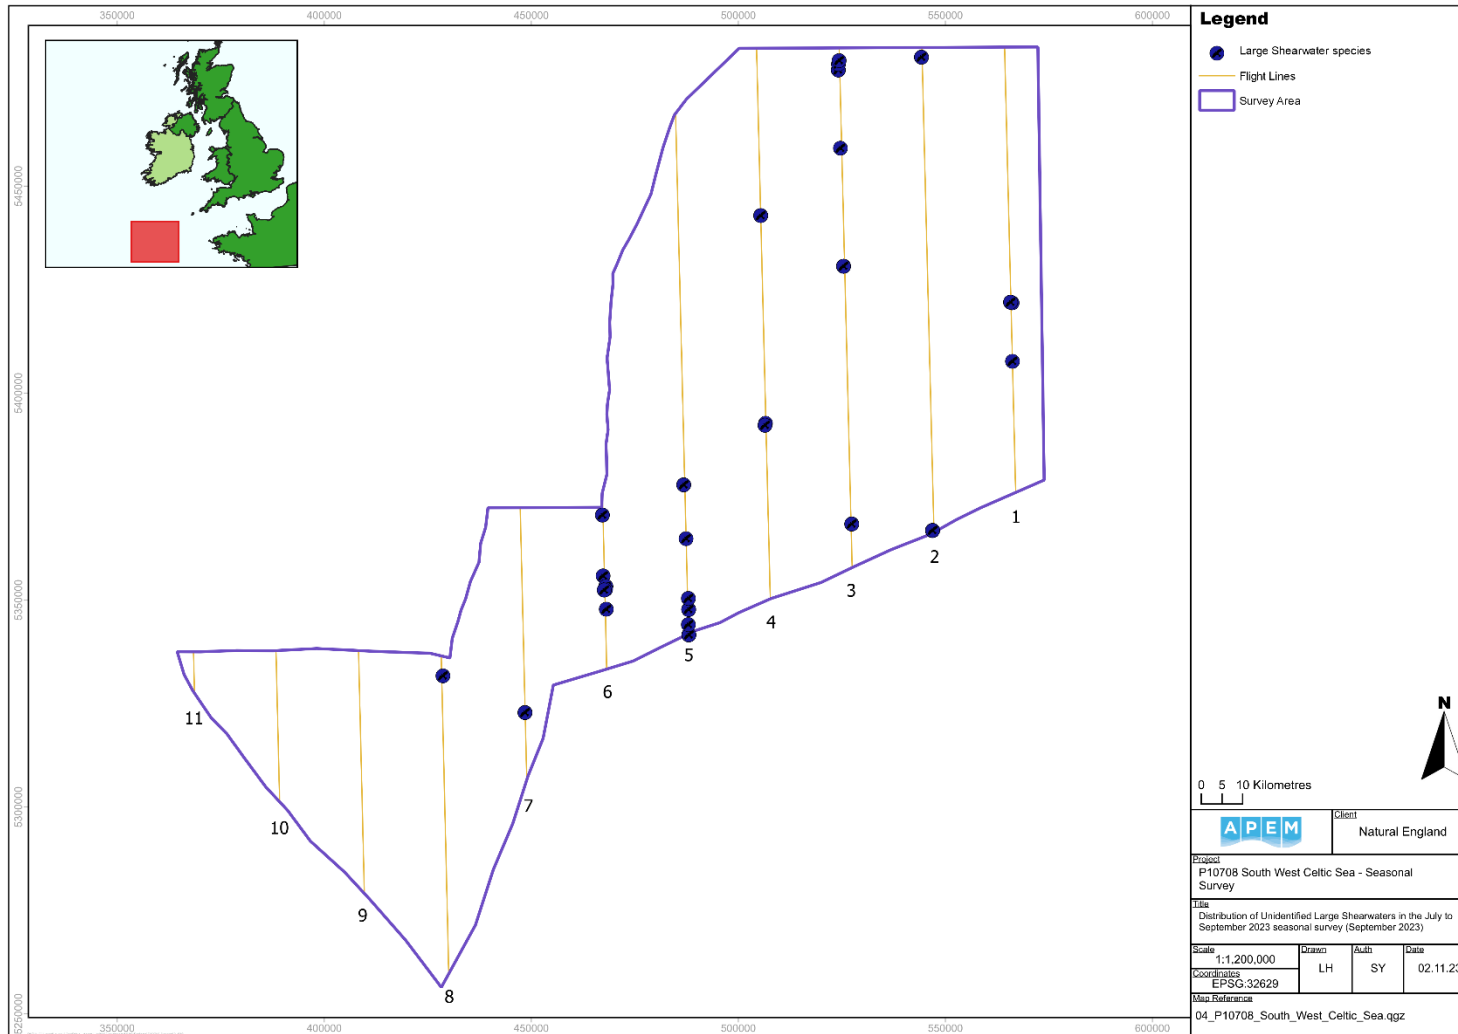 350000 400000 450000 500000 550000 600000
5450000
5400000
5350000
5300000
5250000
1
2
3
4
5
6
7
8
9
10
11
350000 400000 450000 500000 550000 600000
Legend
Large Shearwater species
Flight Lines
Survey Area
N
0 5 10 Kilometres
APEM
Client
Natural England
Project
P10708 South West Celtic Sea - Seasonal
Survey
Title
Distribution of Unidentified Large Shearwaters in the July to
September 2023 seasonal survey (September 2023)
Scale
1:1,200,000
Drawn
LH
Auth
SY
Date
02.11.23
Coordinates
EPSG:32629
Map Reference
04_P10708_South_West_Celtic_Sea.qgz